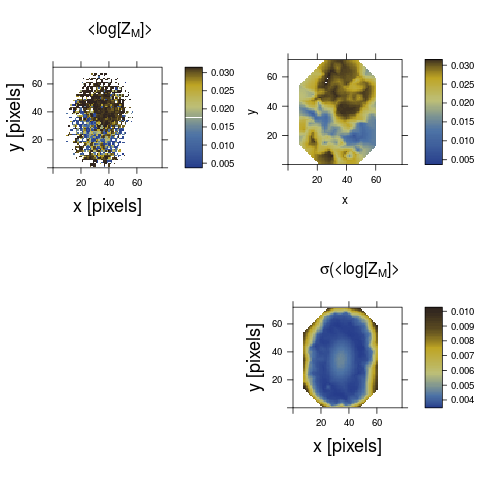 <log[Z_M]>
60
40
20
20 40 60
x [pixels]
y [pixels]
0.030
0.025
0.020
0.015
0.010
0.005
60
40
20
20 40 60
x
y
0.030
0.025
0.020
0.015
0.010
0.005
σ(<log[Z_M]>
60
40
20
20 40 60
x [pixels]
y [pixels]
0.010
0.009
0.008
0.007
0.006
0.005
0.004